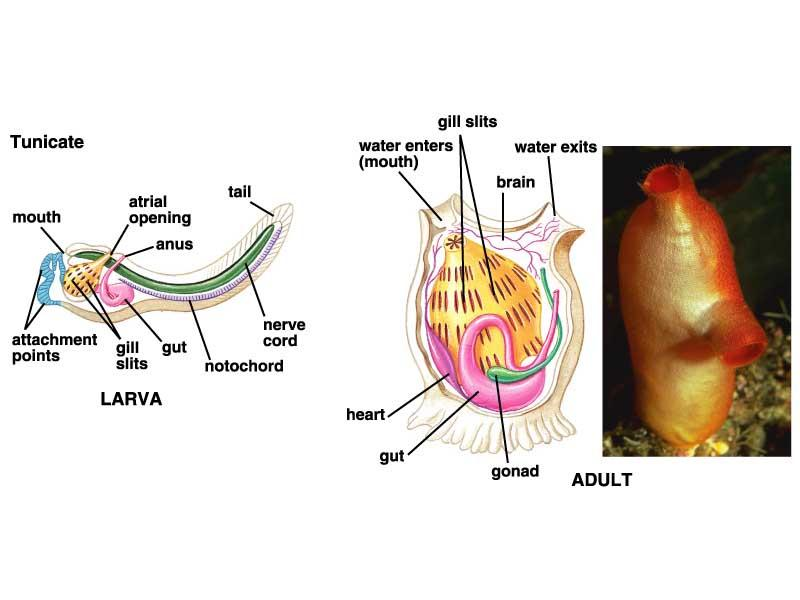 Tunicate
mouth
atrial
opening
anus
tail
attachment
points
gill
slits
gut
notochord
nerve
cord
LARVA
gill slits
water enters
(mouth)
water exits
brain
heart
gut
gonad
ADULT